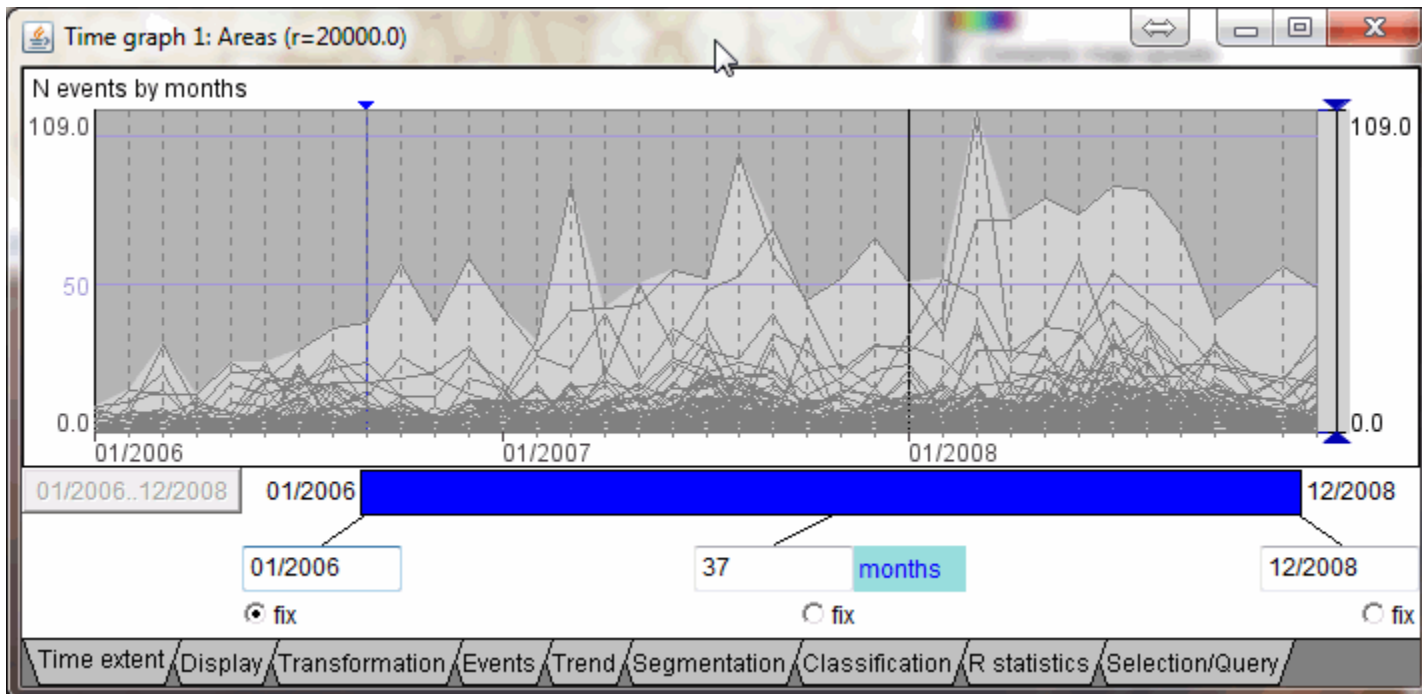 Time graph 1: Areas (r=20000.0)
N events by months
109.0
109.0
50
0.0
0.0
01/2006
01/2007
01/2008
01/2006..12/2008
01/2006
12/2008
01/2006
37
months
12/2008
fix
fix
fix
Time extent
Display
Transformation
Events
Trend
Segmentation
Classification
R statistics
Selection/Query